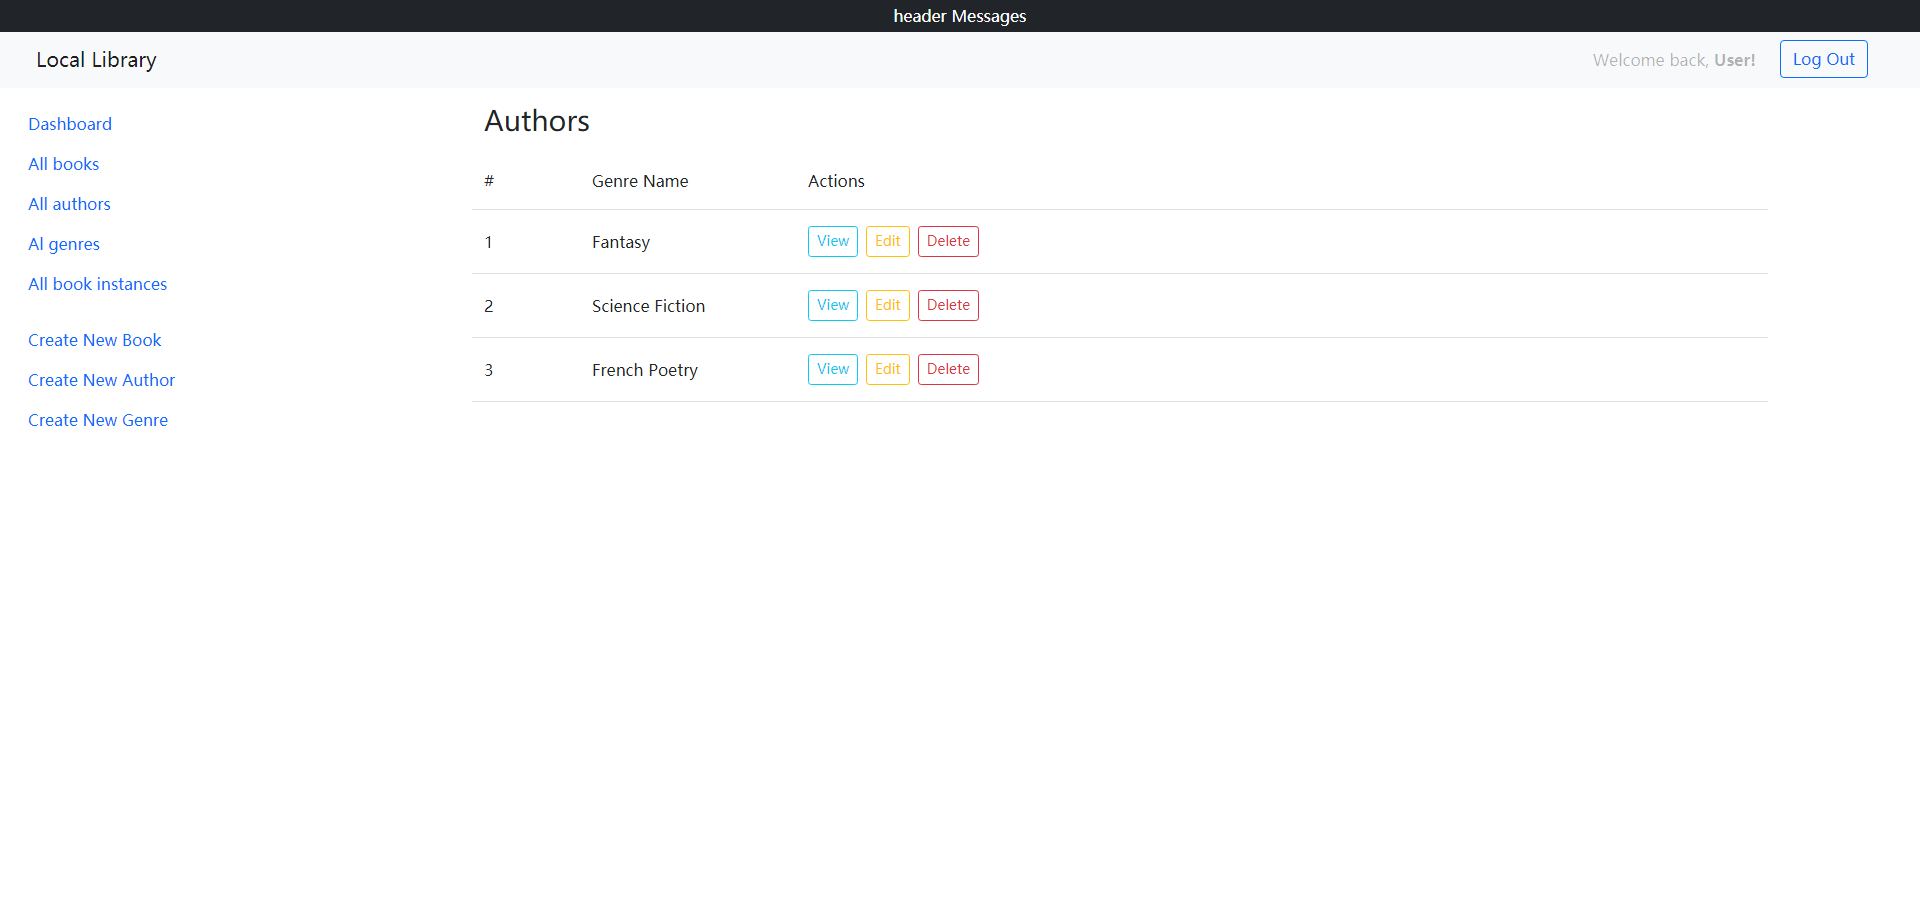 header Messages
Local Library
Welcome back, User!
Log Out
Dashboard
All books
All authors
Al genres
All book instances
Create New Book
Create New Author
Create New Genre
Authors
# Genre Name Actions
1 Fantasy View Edit Delete
2 Science Fiction View Edit Delete
3 French Poetry View Edit Delete